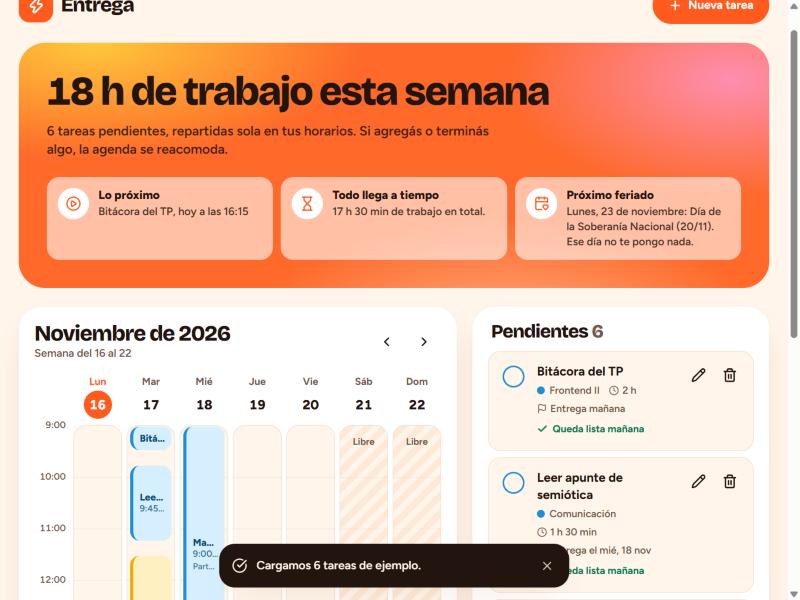 Entrega
Nueva tarea
18 h de trabajo esta semana
6 tareas pendientes, repartidas sola en tus horarios. Si agregás o terminás
algo, la agenda se reacomoda.
Lo próximo
Bitácora del TP, hoy a las 16:15
Todo llega a tiempo
17 h 30 min de trabajo en total.
Próximo feriado
Lunes, 23 de noviembre: Día de
la Soberanía Nacional (20/11).
Ese día no te pongo nada.
Noviembre de 2026
Semana del 16 al 22
Lun Mar Mié Jue Vie Sáb Dom
16 17 18 19 20 21 22
9:00
Bitá...
Libre
Libre
10:00
Lee...
9:45...
11:00
Ma...
9:00...
Part...
12:00
Pendientes 6
Bitácora del TP
Frontend II 2 h
Entrega mañana
Queda lista mañana
Leer apunte de
semiótica
Comunicación
1 h 30 min
el mié, 18 nov
lista mañana
Cargamos 6 tareas de ejemplo.